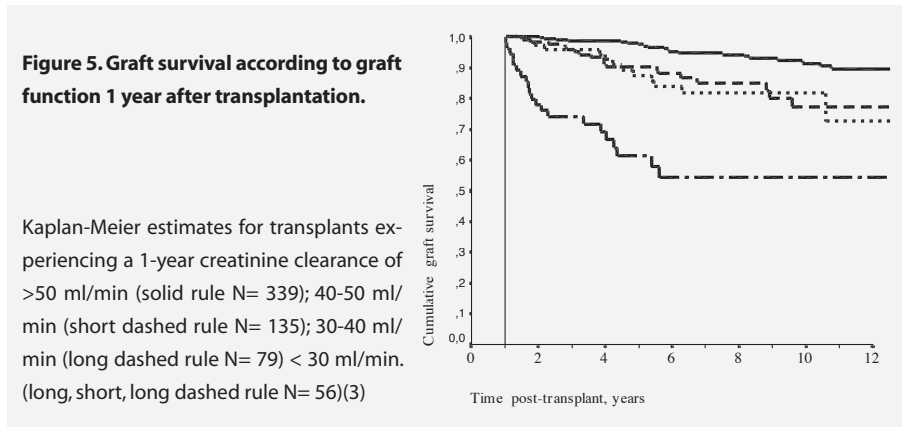 Figure 5. Graft survival according to graft
function 1 year after transplantation.
Kaplan-Meier estimates for transplants ex-
periencing a 1-year creatinine clearance of
>50 ml/min (solid rule N= 339); 40-50 ml/
min (short dashed rule N= 135); 30-40 ml/
min (long dashed rule N= 79) < 30 ml/min.
(long, short, long dashed rule N= 56)(3)
Cumulative graft survival
1,0
,9
,8
,7
,6
,5
,4
,3
,2
,1
0,0
0 2 4 6 8 10 12
Time post-transplant, years